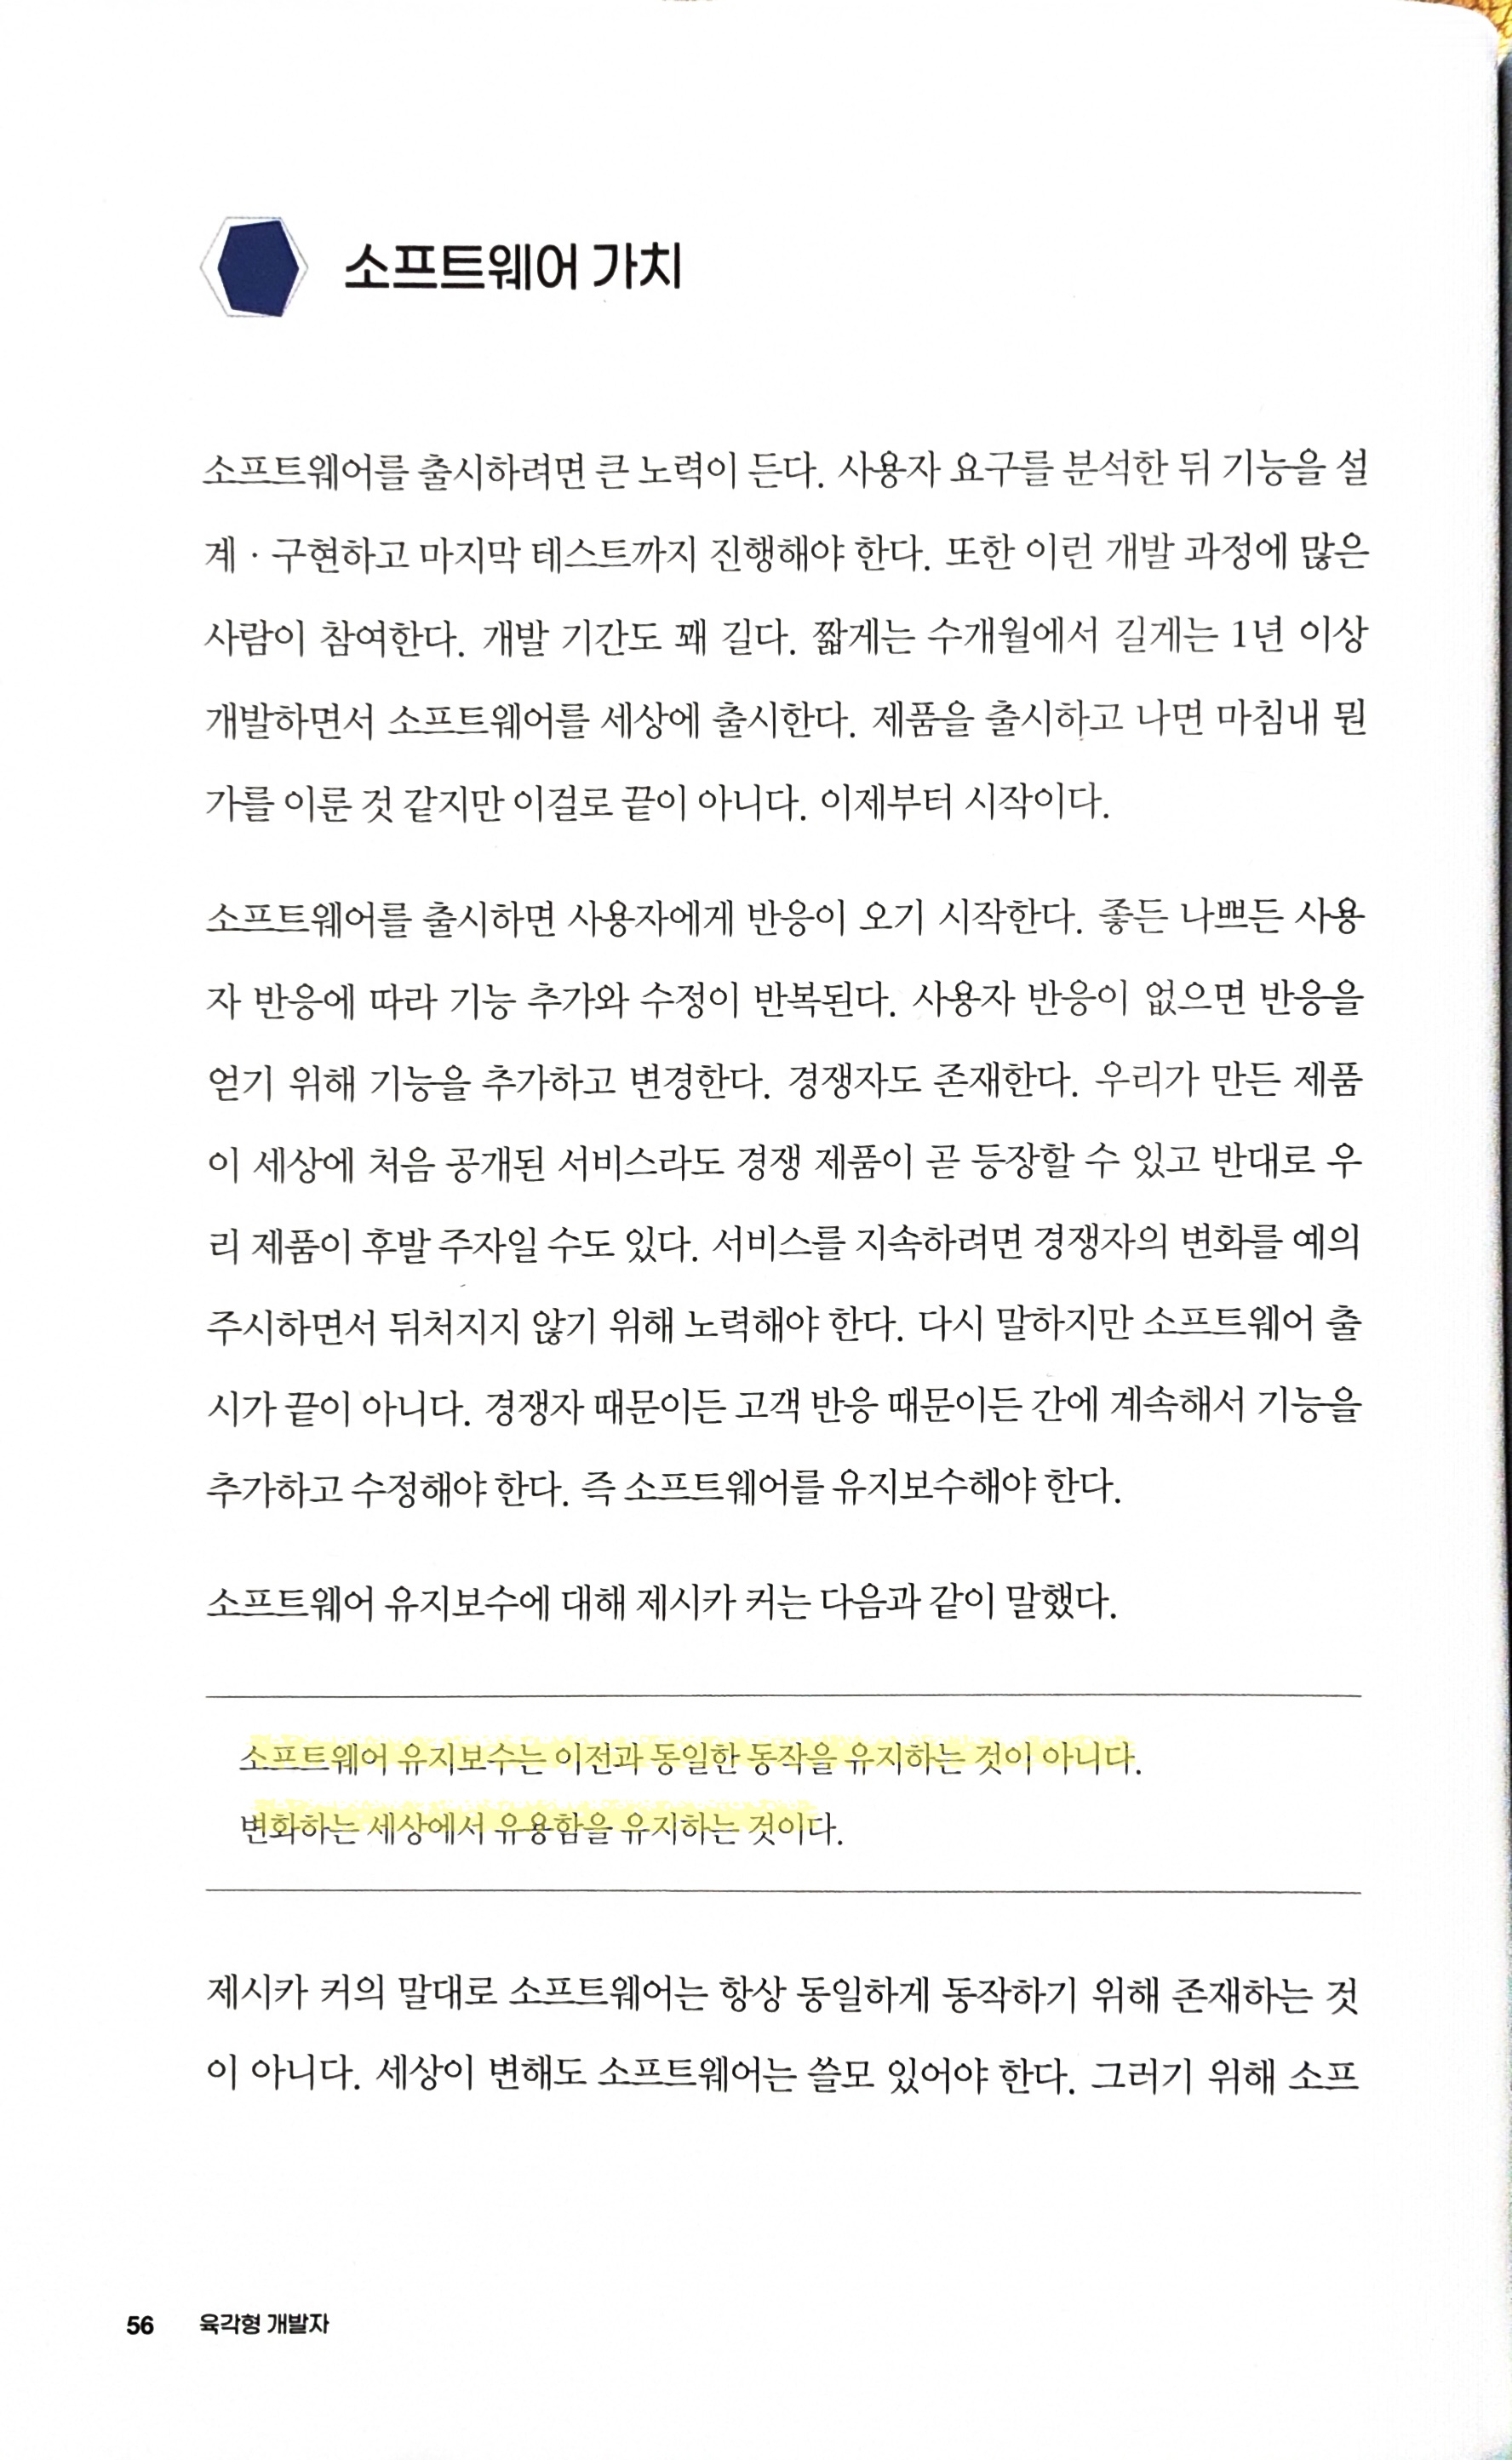 소프트웨어 가치
소프트웨어를 출시하려면 큰 노력이 든다. 사용자 요구를 분석한 뒤 기능을 설
계 · 구현하고 마지막 테스트까지 진행해야 한다. 또한 이런 개발 과정에 많은
사람이 참여한다. 개발 기간도 꽤 길다. 짧게는 수개월에서 길게는 1년 이상
개발하면서 소프트웨어를 세상에 출시한다. 제품을 출시하고 나면 마침내 뭔
가를 이룬 것 같지만 이걸로 끝이 아니다. 이제부터 시작이다.
소프트웨어를 출시하면 사용자에게 반응이 오기 시작한다. 좋든 나쁘든 사용
자 반응에 따라 기능 추가와 수정이 반복된다. 사용자 반응이 없으면 반응을
얻기 위해 기능을 추가하고 변경한다. 경쟁자도 존재한다. 우리가 만든 제품
이 세상에 처음 공개된 서비스라도 경쟁 제품이 곧 등장할 수 있고 반대로 우
리 제품이 후발 주자일 수도 있다. 서비스를 지속하려면 경쟁자의 변화를 예의
주시하면서 뒤처지지 않기 위해 노력해야 한다. 다시 말하지만 소프트웨어 출
시가 끝이 아니다. 경쟁자 때문이든 고객 반응 때문이든 간에 계속해서 기능을
추가하고 수정해야 한다. 즉 소프트웨어를 유지보수해야 한다.
소프트웨어 유지보수에 대해 제시카 커는 다음과 같이 말했다.
소프트웨어 유지보수는 이전과 동일한 동작을 유지하는 것이 아니다.
변화하는 세상에서 유용함을 유지하는 것이다.
제시카 커의 말대로 소프트웨어는 항상 동일하게 동작하기 위해 존재하는 것
이 아니다. 세상이 변해도 소프트웨어는 쓸모 있어야 한다. 그러기 위해 소프
56 육각형 개발자